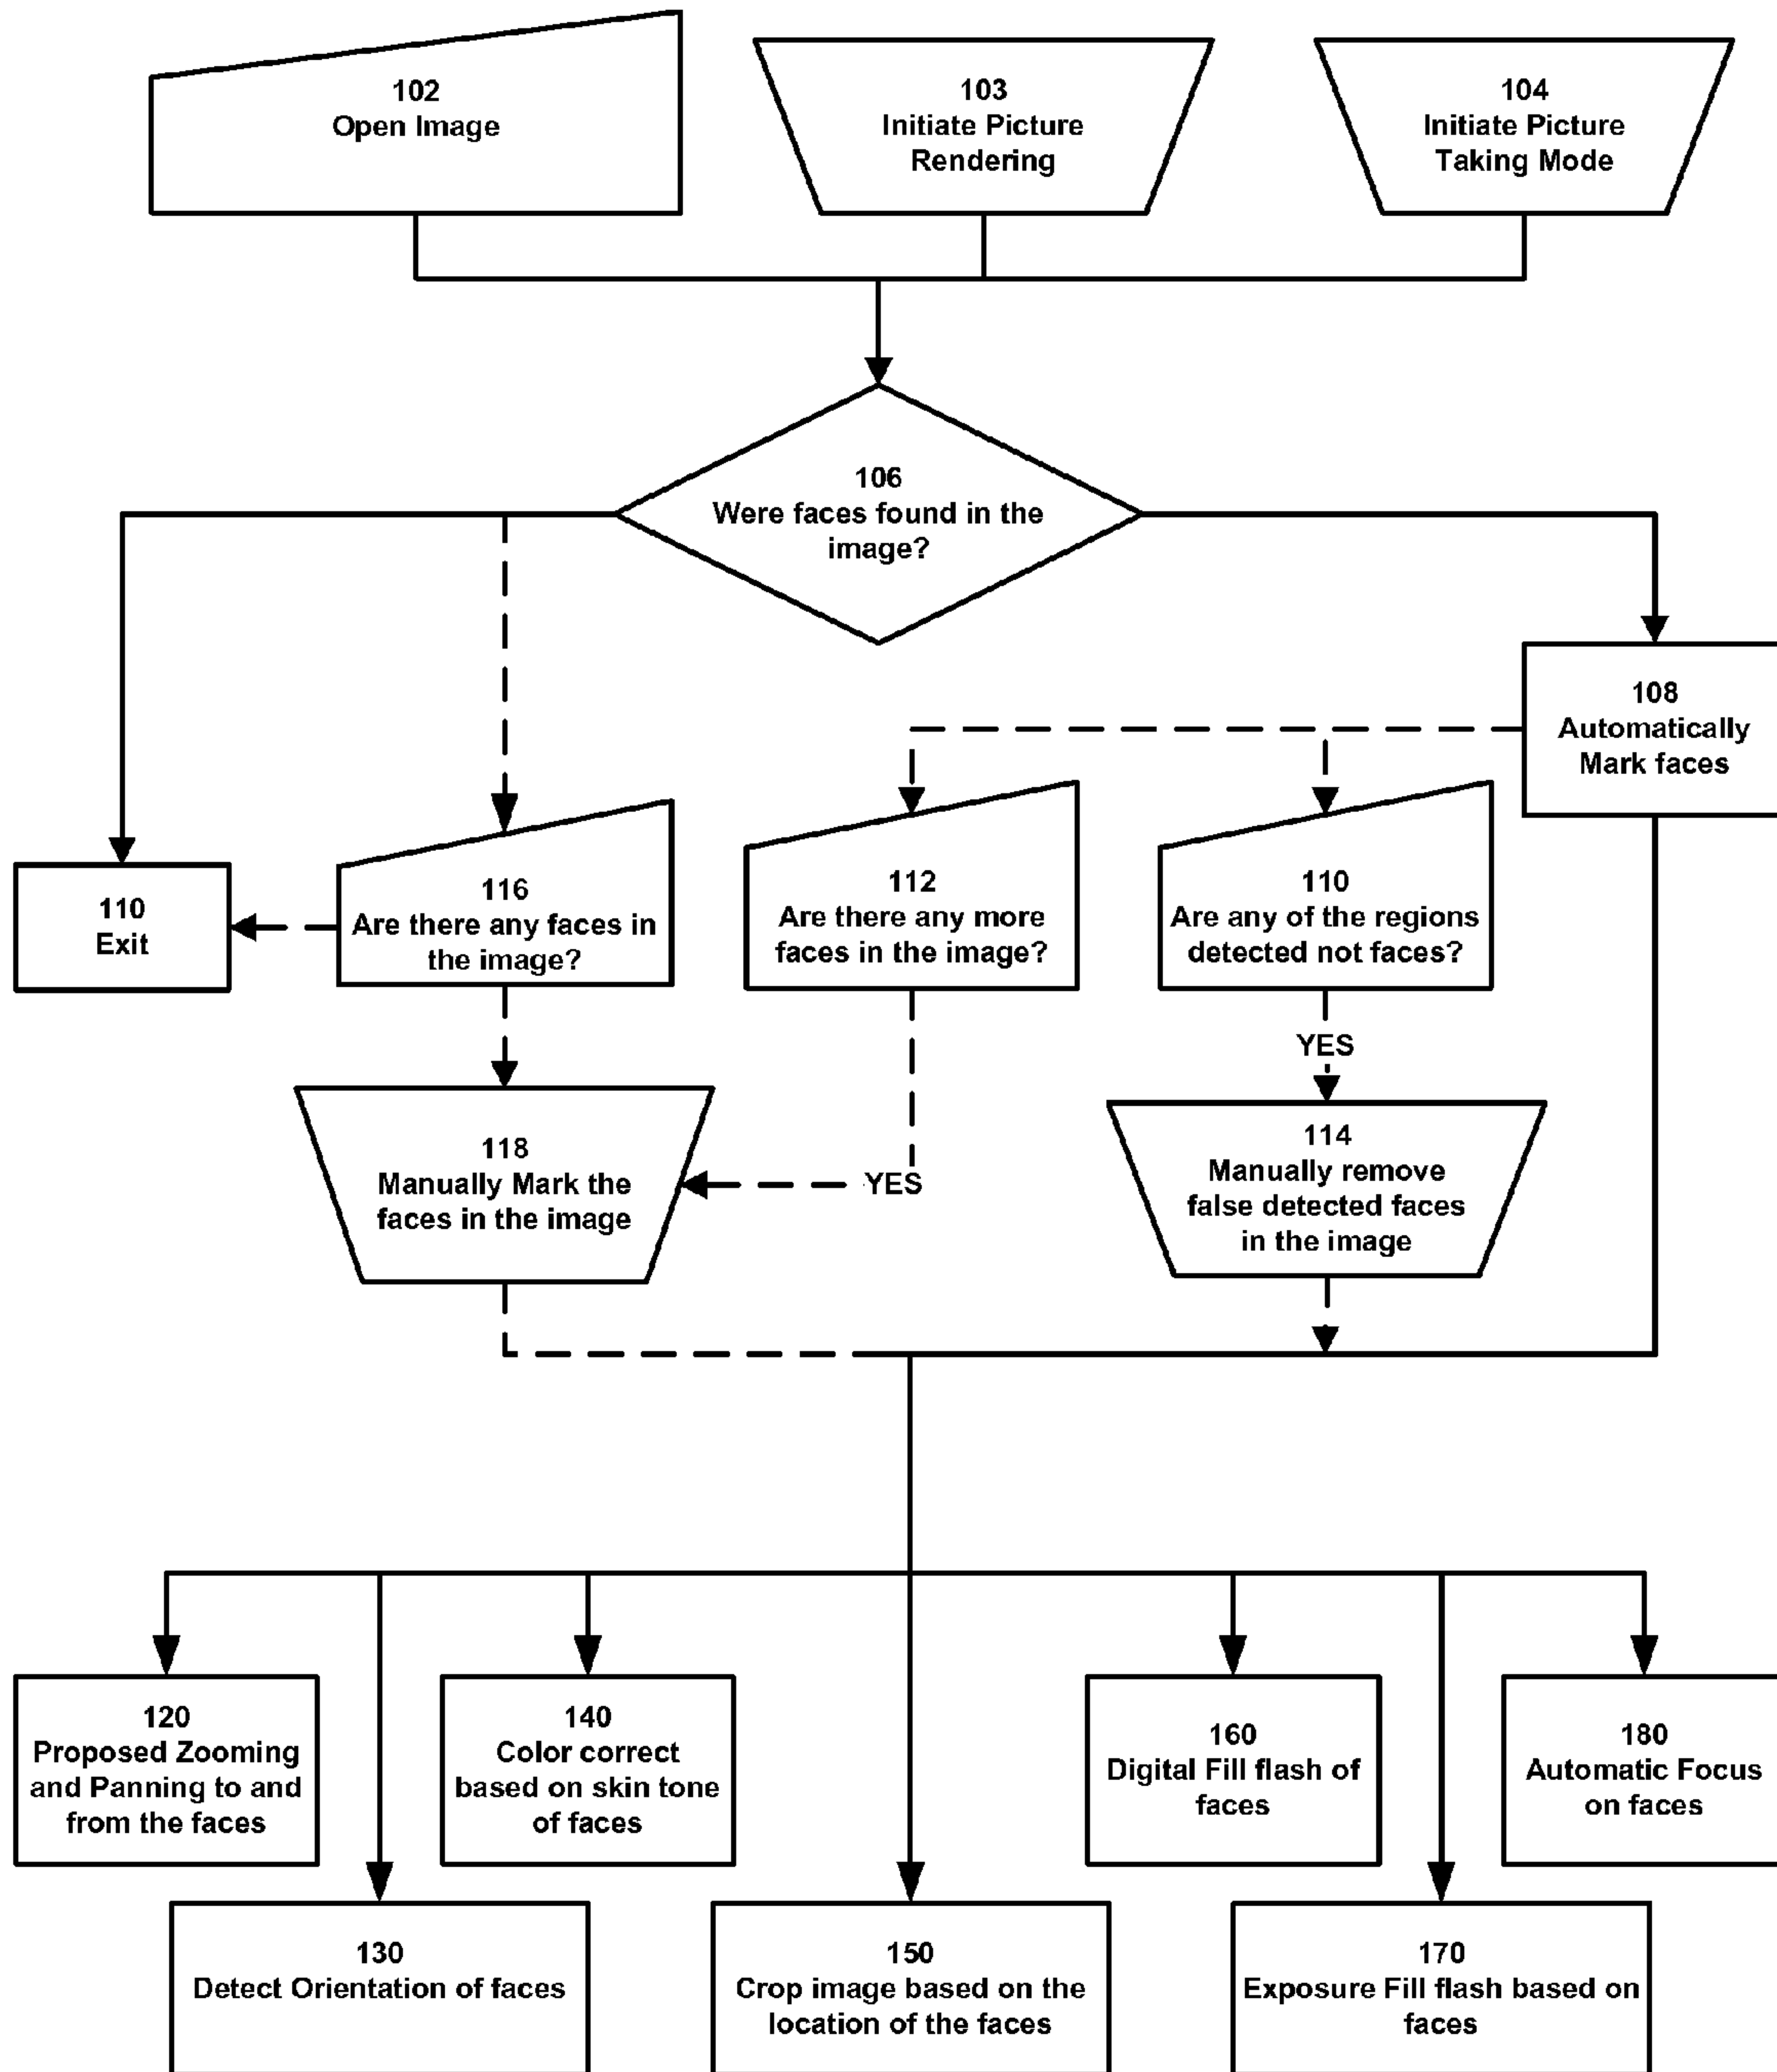 102
Open Image
103
Initiate Picture
Rendering
104
Initiate Picture
Taking Mode
106
Were faces found in the
image?
108
Automatically
Mark faces
110
Exit
116
Are there any faces in
the image?
112
Are there any more
faces in the image?
110
Are any of the regions
detected not faces?
YES
118
Manually Mark the
faces in the image
YES
114
Manually remove
false detected faces
in the image
120
Proposed Zooming
and Panning to and
from the faces
140
Color correct
based on skin tone
of faces
160
Digital Fill flash of
faces
180
Automatic Focus
on faces
130
Detect Orientation of faces
150
Crop image based on the
location of the faces
170
Exposure Fill flash based on
faces